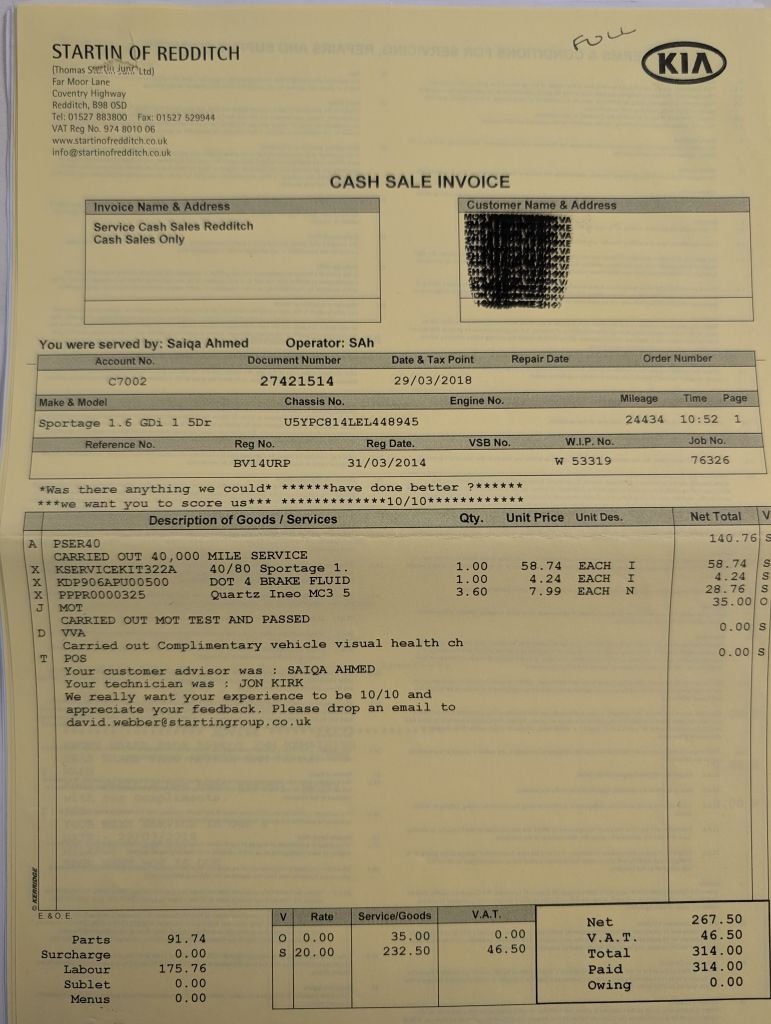 FULL
STARTIN OF REDDITCH
KIA
(Thomas Startin Junr Ltd)
Far Moor Lane
Coventry Highway
Redditch, B98 0SD
Tel: 01527 883800 Fax: 01527 529944
VAT Reg No. 974 8010 06
www.startinofredditch.co.uk
info@startinofredditch.co.uk
CASH SALE INVOICE
Invoice Name & Address
Service Cash Sales Redditch
Cash Sales Only
Customer Name & Address
You were served by: Saiqa Ahmed Operator: SAh
Account No. Document Number Date & Tax Point Repair Date Order Number
C7002 27421514 29/03/2018
Make & Model Chassis No. Engine No. Mileage Time Page
Sportage 1.6 GDi 1 5Dr U5YPC814LEL448945 24434 10:52 1
Reference No. Reg No. Reg Date. VSB No. W.I.P. No. Job No.
BV14URP 31/03/2014 W 53319 76326
*Was there anything we could* ******have done better ?******
***we want you to score us*** *************10/10************
Description of Goods / Services Qty. Unit Price Unit Des. Net Total V
A PSER40 140.76 S
CARRIED OUT 40,000 MILE SERVICE
X KSERVICEKIT322A 40/80 Sportage 1. 1.00 58.74 EACH I 58.74 S
X KDP906APU00500 DOT 4 BRAKE FLUID 1.00 4.24 EACH I 4.24 S
X PPPR0000325 Quartz Ineo MC3 5 3.60 7.99 EACH N 28.76 S
J MOT 35.00 O
CARRIED OUT MOT TEST AND PASSED
D VVA 0.00 S
Carried out Complimentary vehicle visual health ch
T POS 0.00 S
Your customer advisor was : SAIQA AHMED
Your technician was : JON KIRK
We really want your experience to be 10/10 and
appreciate your feedback. Please drop an email to
david.webber@startingroup.co.uk
© KERRIDGE
E. & O. E.
Parts 91.74
Surcharge 0.00
Labour 175.76
Sublet 0.00
Menus 0.00
V Rate Service/Goods V.A.T.
O 0.00 35.00 0.00
S 20.00 232.50 46.50
Net 267.50
V.A.T. 46.50
Total 314.00
Paid 314.00
Owing 0.00